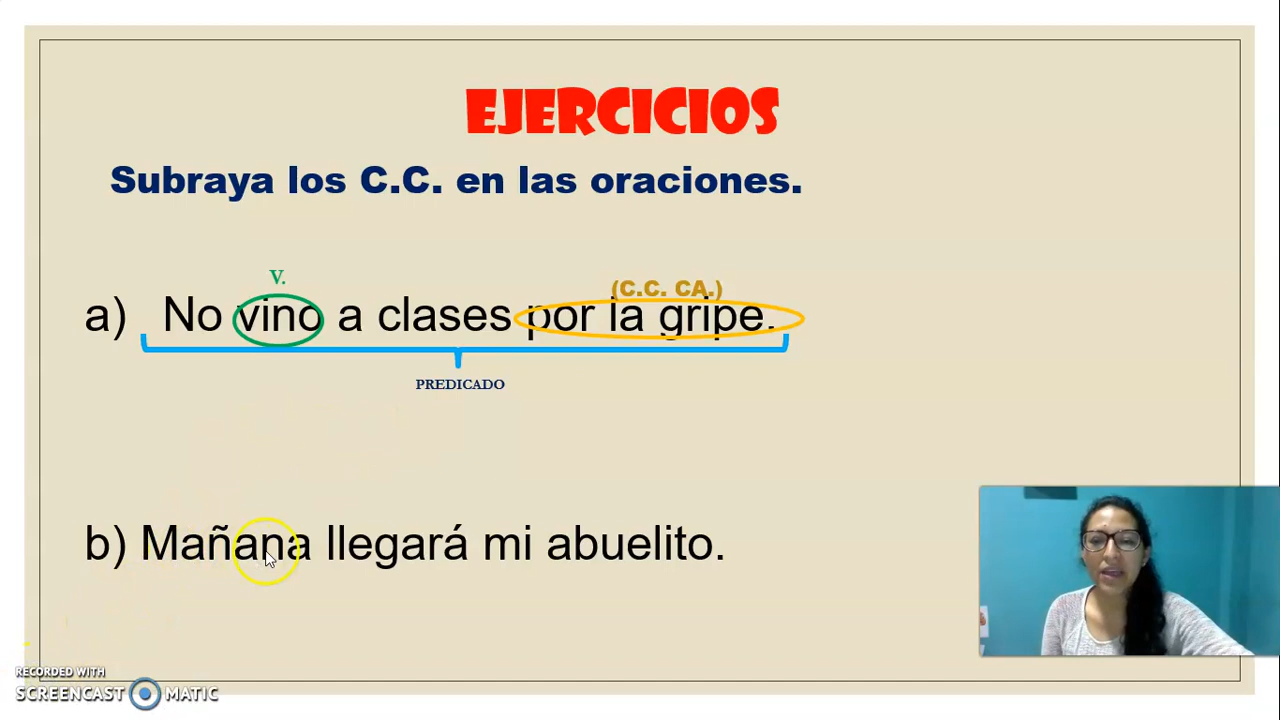 EJERCICIOS
Subraya los C.C. en las oraciones.
V.
(C.C. CA.)
a) No vino a clases por la gripe.
PREDICADO
b) Mañana llegará mi abuelito.
RECORDED WITH
SCREENCAST MATIC